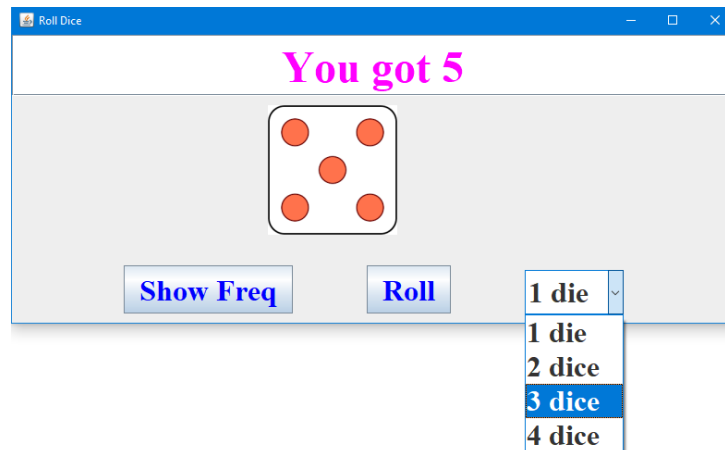 Roll Dice
You got 5
Show Freq
Roll
1 die
1 die
2 dice
3 dice
4 dice